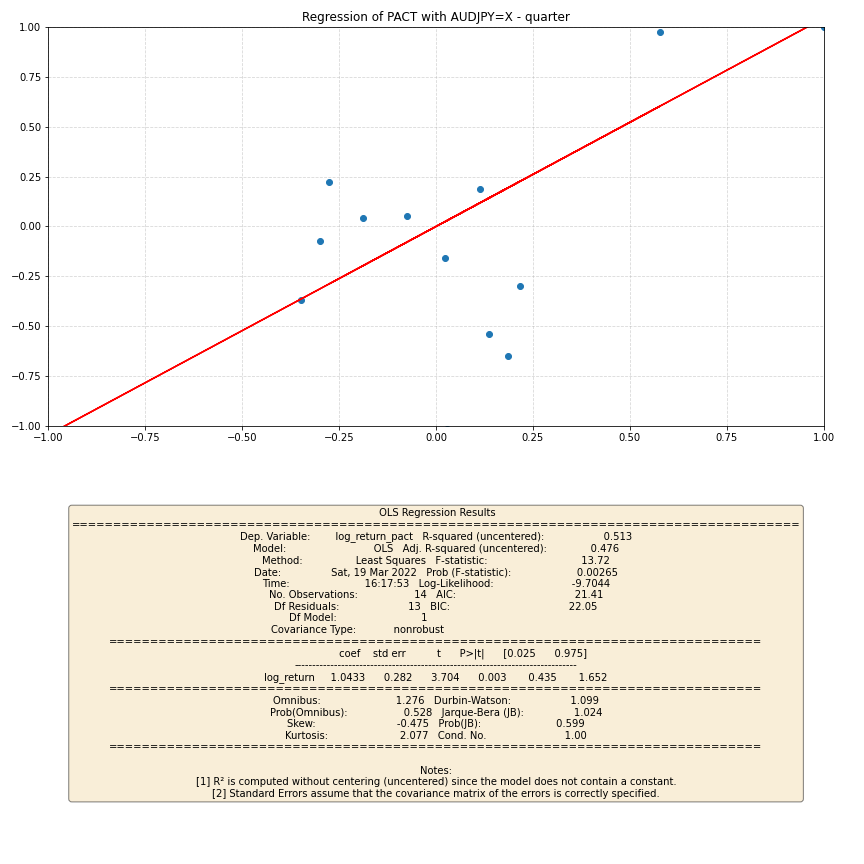 Regression of PACT with AUDJPY=X - quarter
1.00
0.75
0.50
0.25
0.00
−0.25
−0.50
−0.75
−1.00
−1.00 −0.75 −0.50 −0.25 0.00 0.25 0.50 0.75 1.00
OLS Regression Results
==============================================================================
Dep. Variable: log_return_pact R-squared (uncentered): 0.513
Model: OLS Adj. R-squared (uncentered): 0.476
Method: Least Squares F-statistic: 13.72
Date: Sat, 19 Mar 2022 Prob (F-statistic): 0.00265
Time: 16:17:53 Log-Likelihood: -9.7044
No. Observations: 14 AIC: 21.41
Df Residuals: 13 BIC: 22.05
Df Model: 1
Covariance Type: nonrobust
==============================================================================
coef std err t P>|t| [0.025 0.975]
------------------------------------------------------------------------------
log_return 1.0433 0.282 3.704 0.003 0.435 1.652
==============================================================================
Omnibus: 1.276 Durbin-Watson: 1.099
Prob(Omnibus): 0.528 Jarque-Bera (JB): 1.024
Skew: -0.475 Prob(JB): 0.599
Kurtosis: 2.077 Cond. No. 1.00
==============================================================================
Notes:
[1] R² is computed without centering (uncentered) since the model does not contain a constant.
[2] Standard Errors assume that the covariance matrix of the errors is correctly specified.